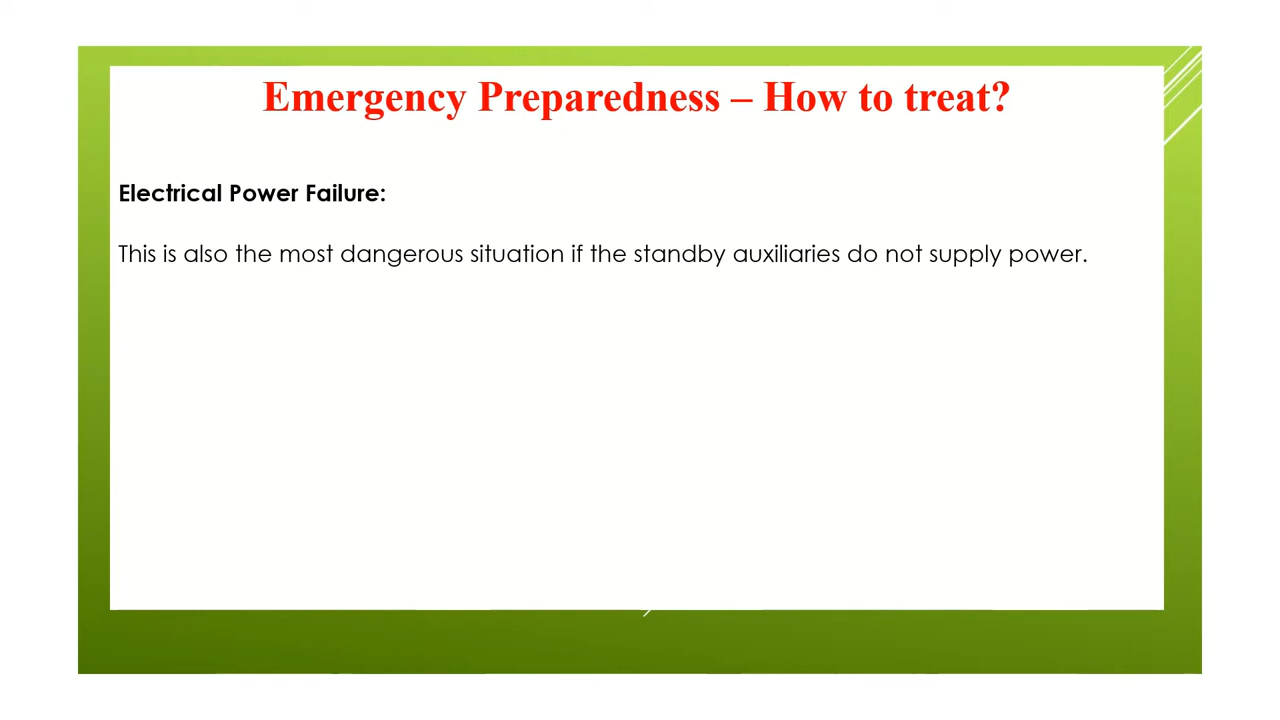 Emergency Preparedness – How to treat?
Electrical Power Failure:
This is also the most dangerous situation if the standby auxiliaries do not supply power.